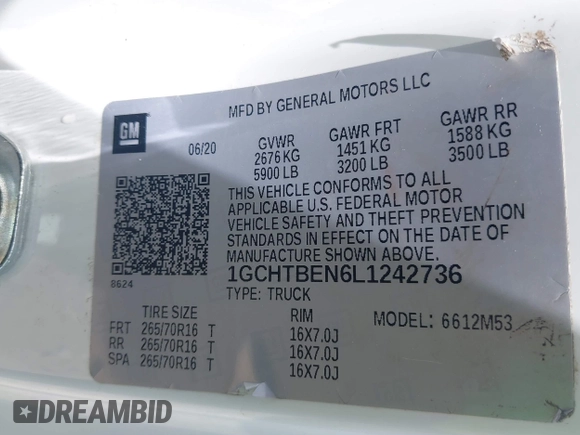 MFD BY GENERAL MOTORS LLC
GM
06/20
GVWR
2676 KG
5900 LB
GAWR FRT
1451 KG
3200 LB
GAWR RR
1588 KG
3500 LB
THIS VEHICLE CONFORMS TO ALL
APPLICABLE U.S. FEDERAL MOTOR
VEHICLE SAFETY AND THEFT PREVENTION
STANDARDS IN EFFECT ON THE DATE OF
MANUFACTURE SHOWN ABOVE.
8624
1GCHTBEN6L1242736
TYPE: TRUCK
MODEL: 6612M53
TIRE SIZE RIM
FRT 265/70R16 T 16X7.0J
RR 265/70R16 T 16X7.0J
SPA 265/70R16 T 16X7.0J
DREAMBID